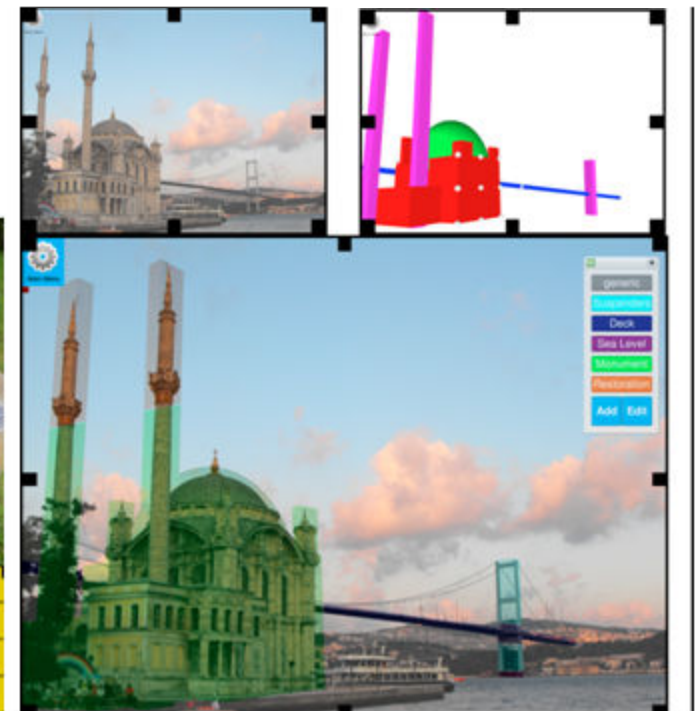 generic
Suspenders
Deck
Sea Level
Monument
Restoration
Add Edit